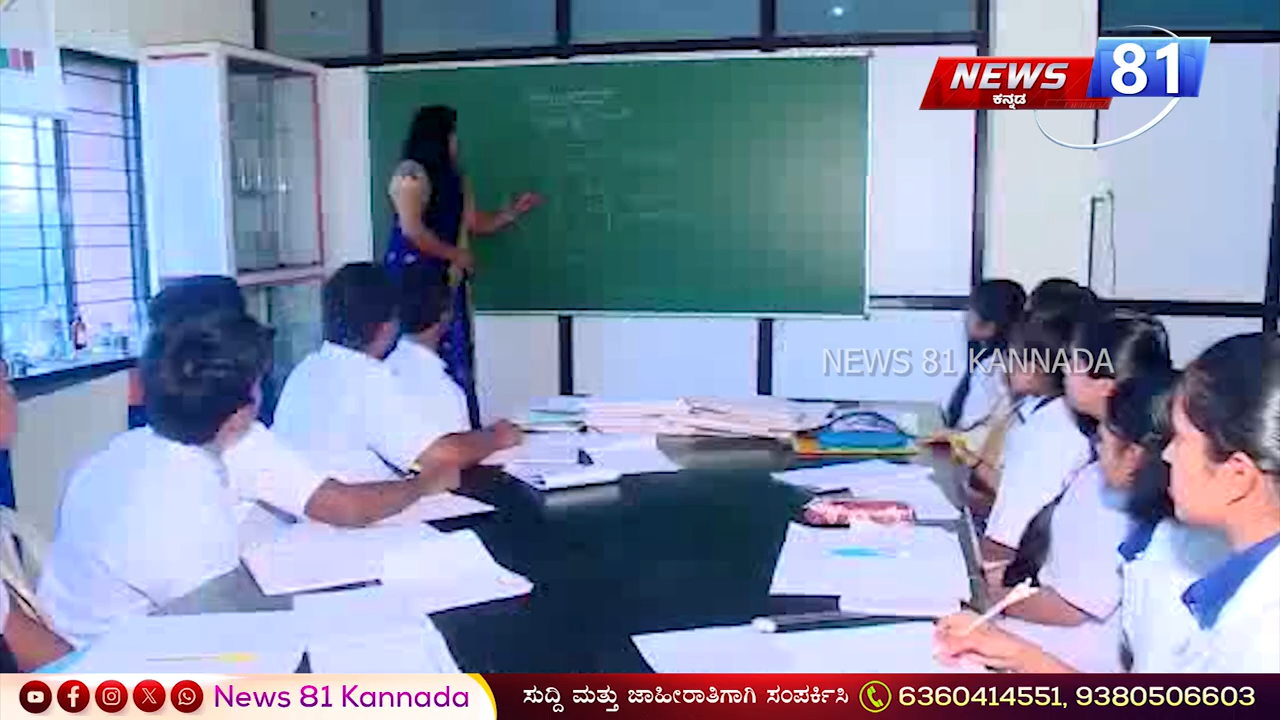 NEWS 81
ಕನ್ನಡ
NEWS 81 KANNADA
News 81 Kannada
ಸುದ್ದಿ ಮತ್ತು ಜಾಹೀರಾತಿಗಾಗಿ ಸಂಪರ್ಕಿಸಿ 6360414551, 9380506603